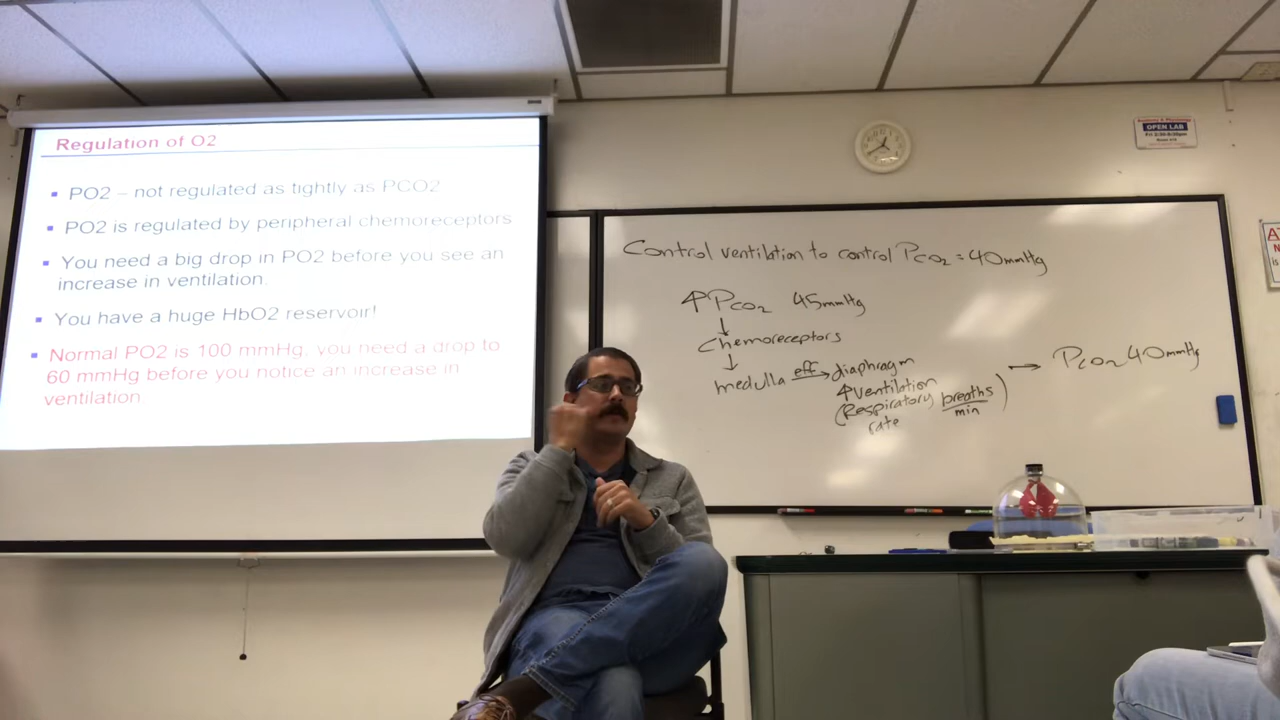 Regulation of O2
▪ PO2 – not regulated as tightly as PCO2
▪ PO2 is regulated by peripheral chemoreceptors
▪ You need a big drop in PO2 before you see an
increase in ventilation.
▪ You have a huge HbO2 reservoir!
▪ Normal PO2 is 100 mmHg, you need a drop to
60 mmHg before you notice an increase in
ventilation
Control ventilation to control PCO2 = 40mmHg
↑PCO2 45mmHg
↓
Chemoreceptors
↓
medulla eff→ diaphragm
↑ventilation
(Respiratory breaths/min)
rate
→ PCO2 40mmHg
Anatomy & Physiology
OPEN LAB